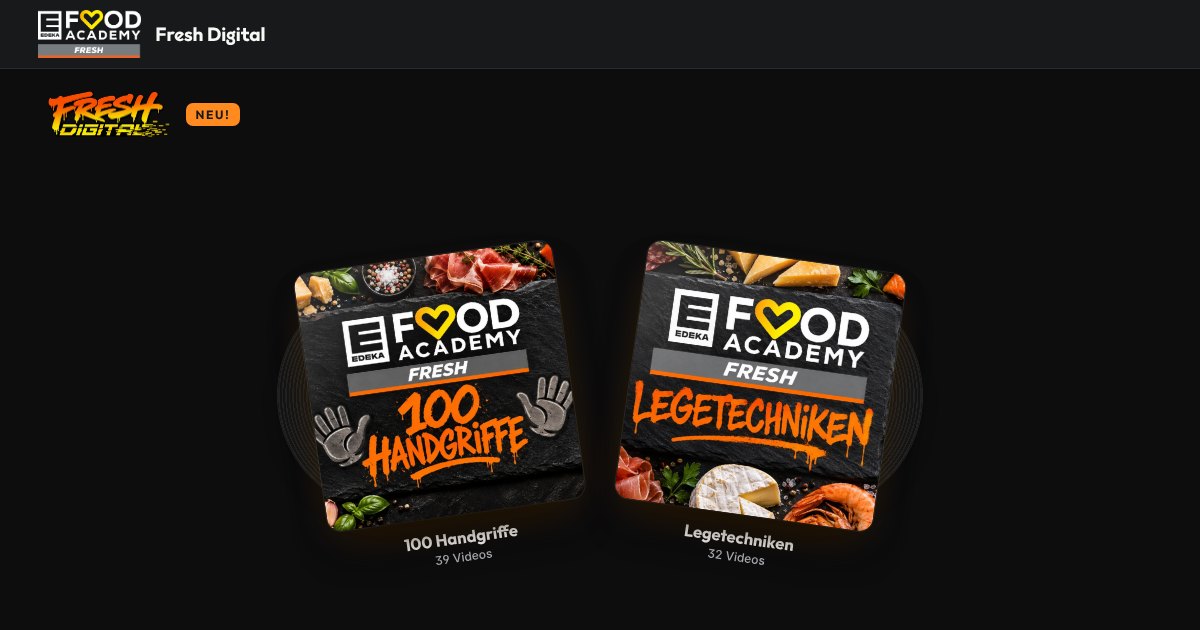 E FOOD
EDEKA ACADEMY
FRESH
Fresh Digital
FRESH
DIGITAL
NEU!
E FOOD
EDEKA ACADEMY
FRESH
100
HANDGRIFFE
100 Handgriffe
39 Videos
E FOOD
EDEKA ACADEMY
FRESH
LEGETECHNIKEN
Legetechniken
32 Videos